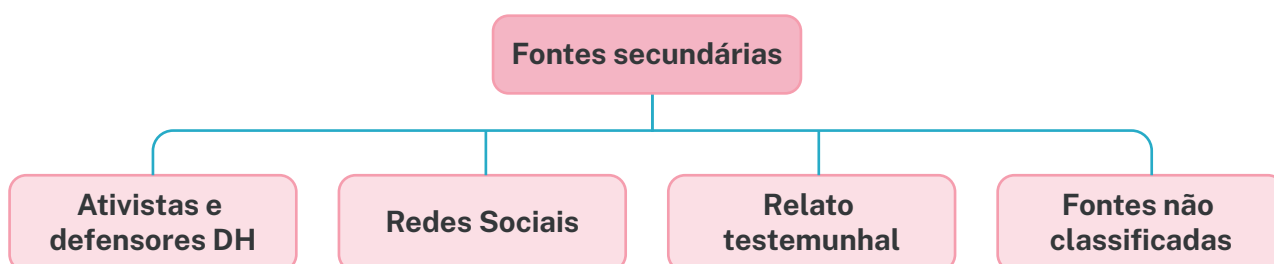 Fontes secundárias
Ativistas e
defensores DH
Redes Sociais
Relato
testemunhal
Fontes não
classificadas